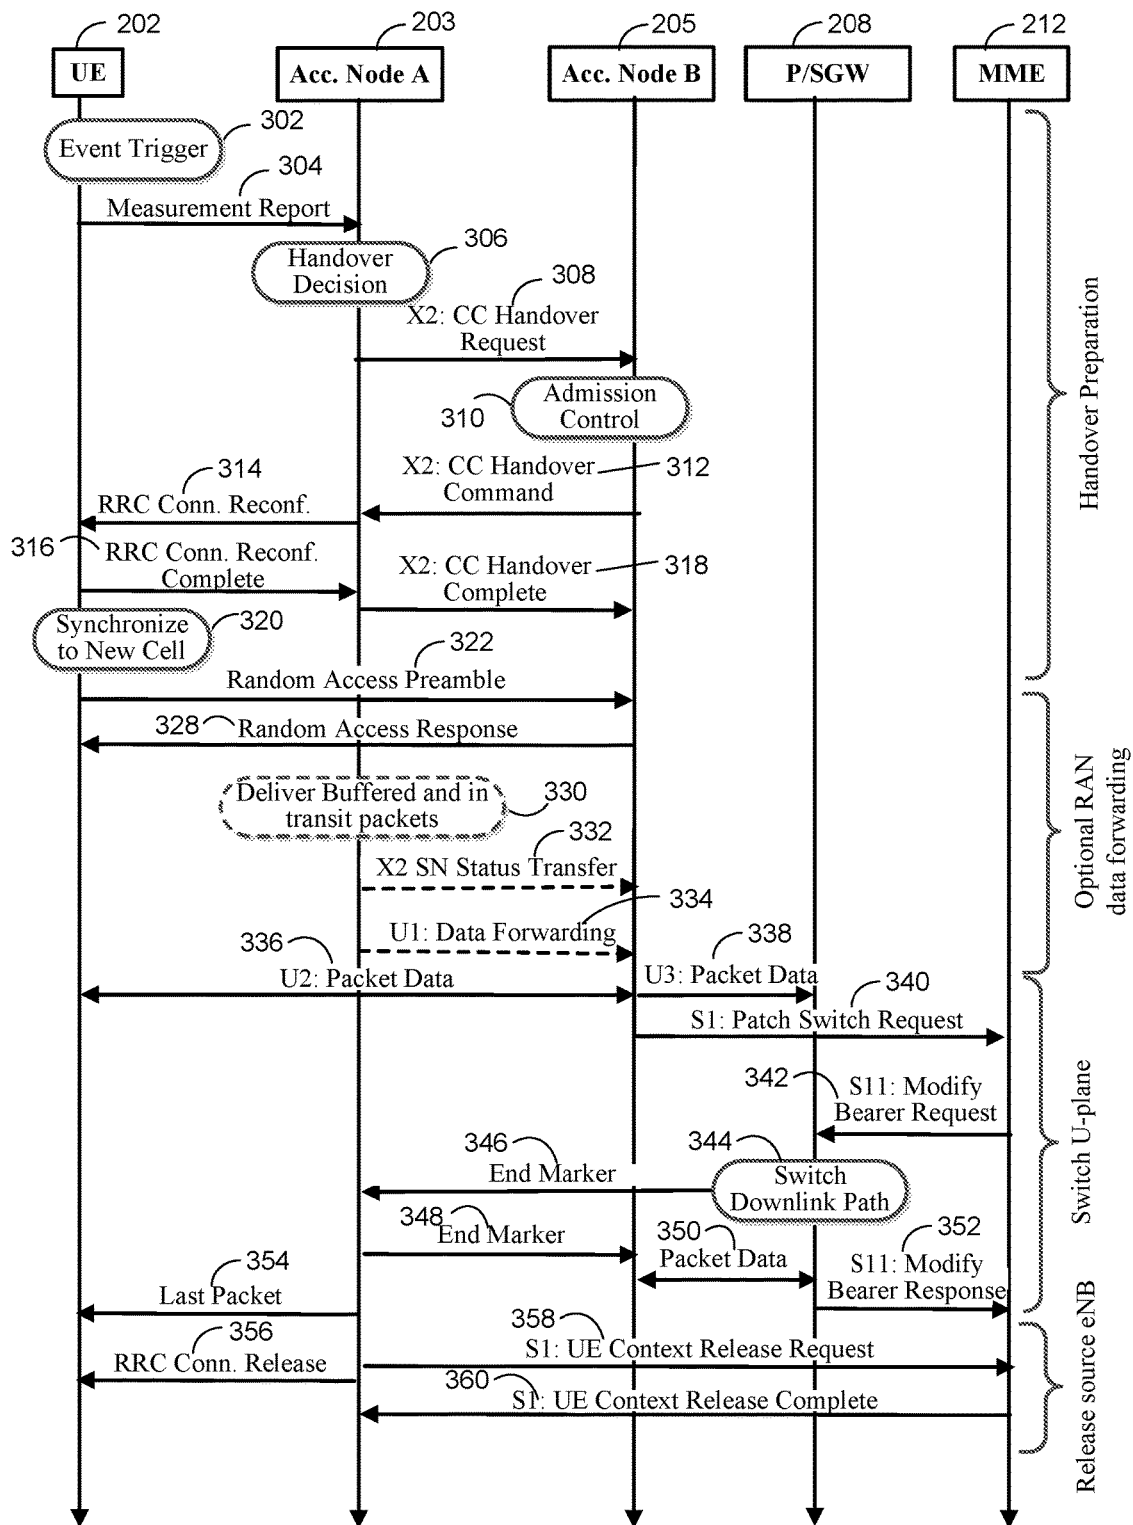 202
203
205
208
212
UE
Acc. Node A
Acc. Node B
P/SGW
MME
302
Event Trigger
304
Measurement Report
306
Handover
Decision
308
X2: CC Handover
Request
310
Admission
Control
Handover Preparation
314
RRC Conn. Reconf.
X2: CC Handover
Command
312
316
RRC Conn. Reconf.
Complete
X2: CC Handover
Complete
318
Synchronize
to New Cell
320
322
Random Access Preamble
328
Random Access Response
Deliver Buffered and in
transit packets
330
332
X2 SN Status Transfer
334
U1: Data Forwarding
Optional RAN
data forwarding
336
U2: Packet Data
338
U3: Packet Data
340
S1: Patch Switch Request
342
S11: Modify
Bearer Request
346
End Marker
344
Switch
Downlink Path
348
End Marker
350
Packet Data
352
S11: Modify
Bearer Response
Switch U-plane
354
Last Packet
356
RRC Conn. Release
358
S1: UE Context Release Request
360
S1: UE Context Release Complete
Release source eNB